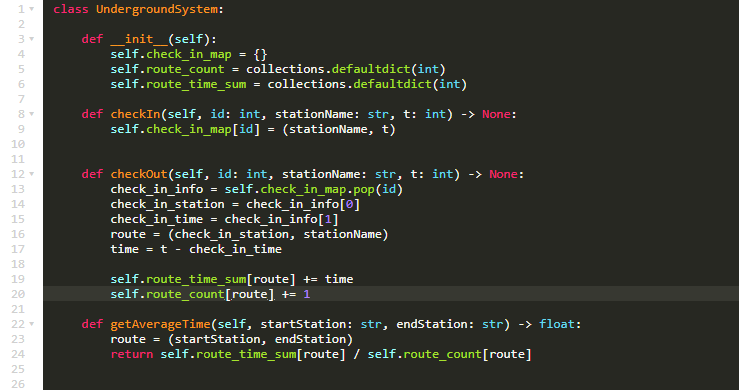 1 class UndergroundSystem:
2
3     def __init__(self):
4         self.check_in_map = {}
5         self.route_count = collections.defaultdict(int)
6         self.route_time_sum = collections.defaultdict(int)
7
8     def checkIn(self, id: int, stationName: str, t: int) -> None:
9         self.check_in_map[id] = (stationName, t)
10
11
12     def checkOut(self, id: int, stationName: str, t: int) -> None:
13         check_in_info = self.check_in_map.pop(id)
14         check_in_station = check_in_info[0]
15         check_in_time = check_in_info[1]
16         route = (check_in_station, stationName)
17         time = t - check_in_time
18
19         self.route_time_sum[route] += time
20         self.route_count[route] += 1
21
22     def getAverageTime(self, startStation: str, endStation: str) -> float:
23         route = (startStation, endStation)
24         return self.route_time_sum[route] / self.route_count[route]
25
26